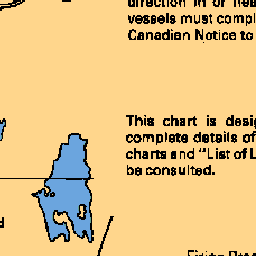 direction in or
vessels must compl
Canadian Notice to
This chart is desig
complete details of
charts and "List of L
be consulted.